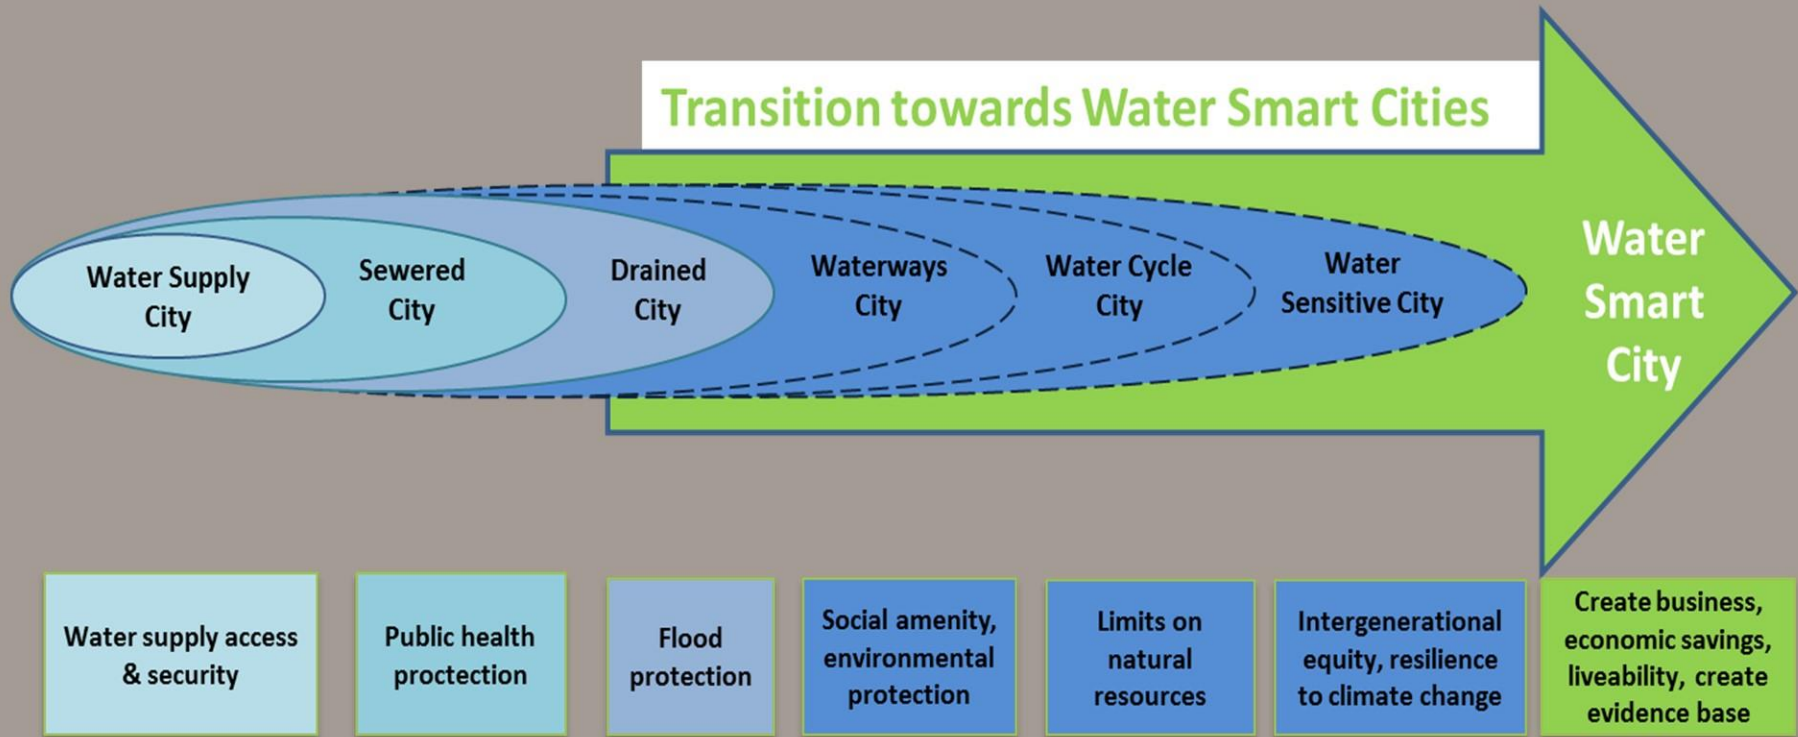 Transition towards Water Smart Cities
Water Supply
City
Sewered
City
Drained
City
Waterways
City
Water Cycle
City
Water
Sensitive City
Water
Smart
City
Water supply access
& security
Public health
proctection
Flood
protection
Social amenity,
environmental
protection
Limits on
natural
resources
Intergenerational
equity, resilience
to climate change
Create business,
economic savings,
liveability, create
evidence base